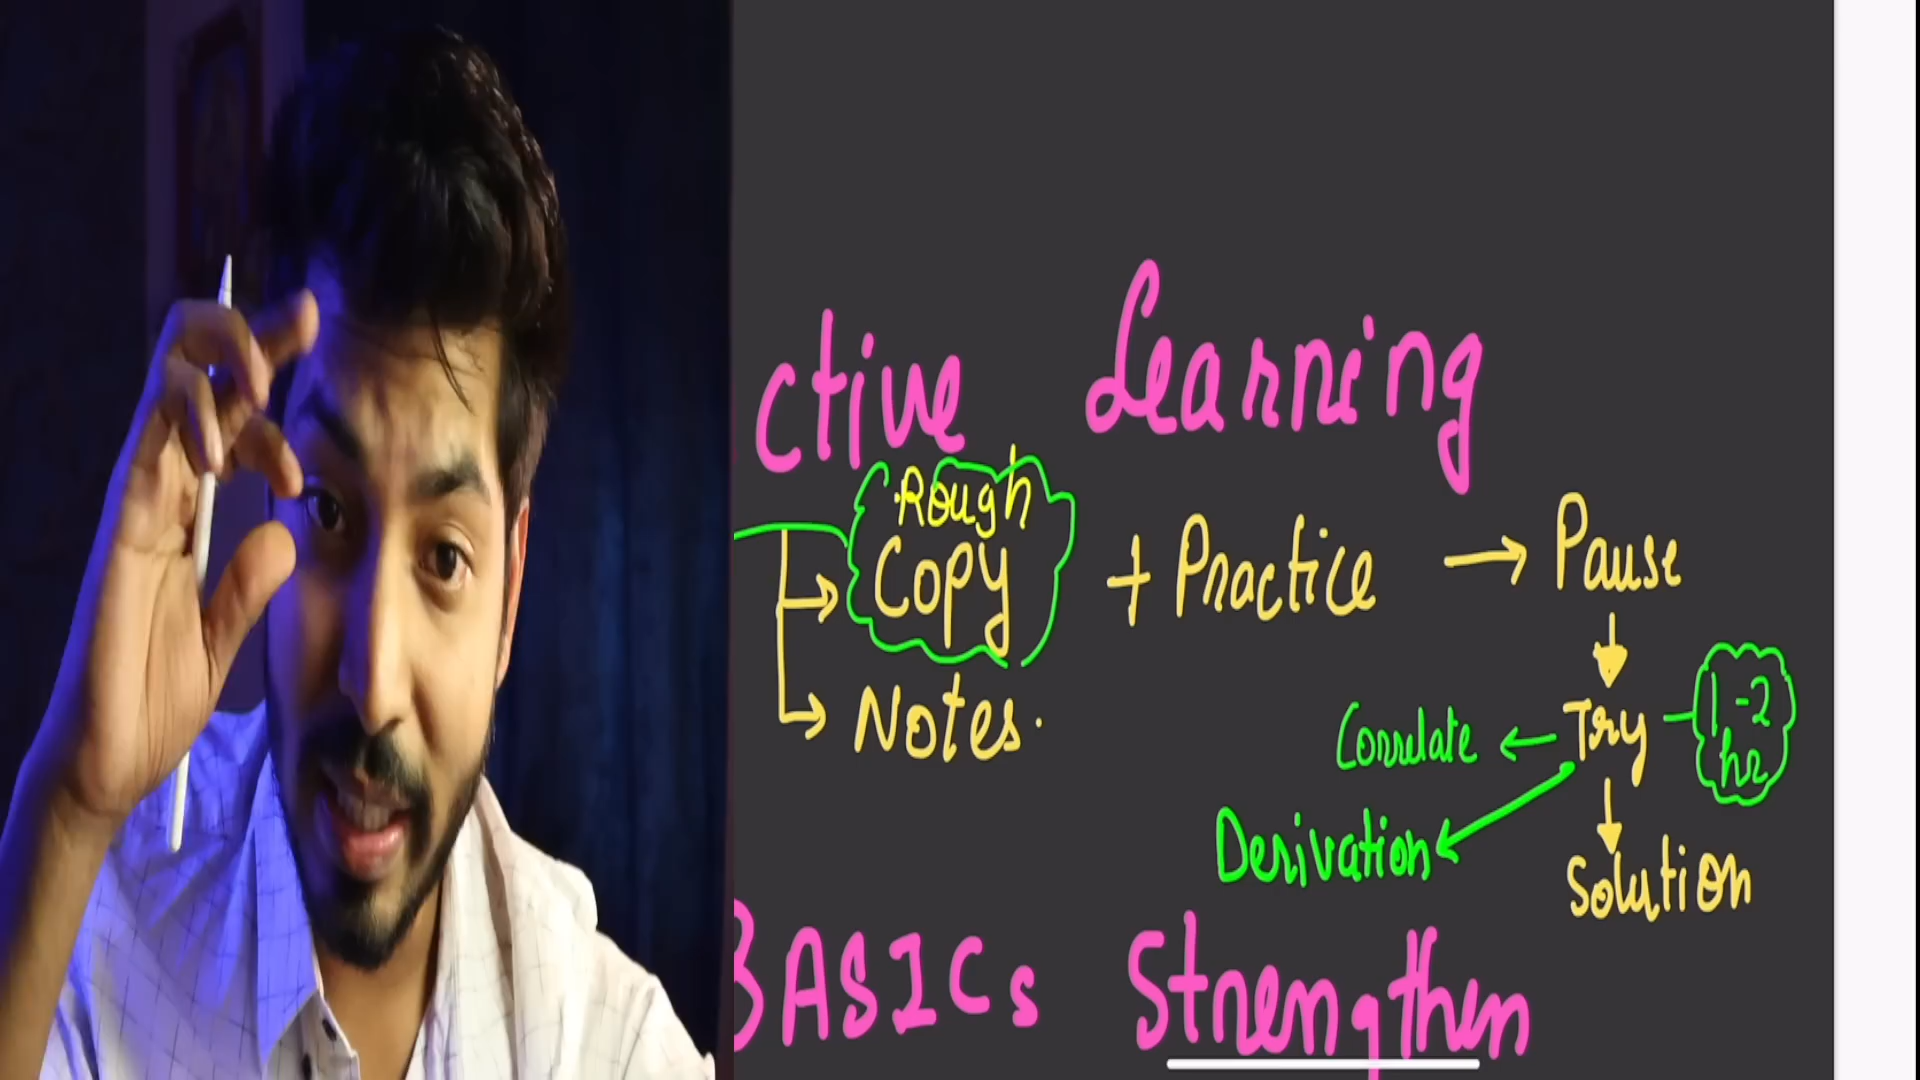 ctive Learning
Rough
Copy + Practice → Pause
Notes.
Correlate ← Try - 1-2 hr
Derivation
Solution
BASICs Strengthen